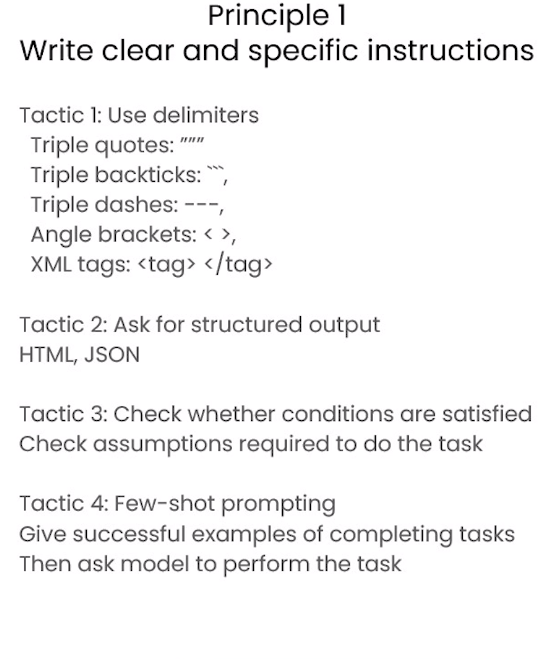 Principle 1
Write clear and specific instructions
Tactic 1: Use delimiters
Triple quotes: """
Triple backticks: ```,
Triple dashes: ---,
Angle brackets: < >,
XML tags: <tag> </tag>
Tactic 2: Ask for structured output
HTML, JSON
Tactic 3: Check whether conditions are satisfied
Check assumptions required to do the task
Tactic 4: Few-shot prompting
Give successful examples of completing tasks
Then ask model to perform the task